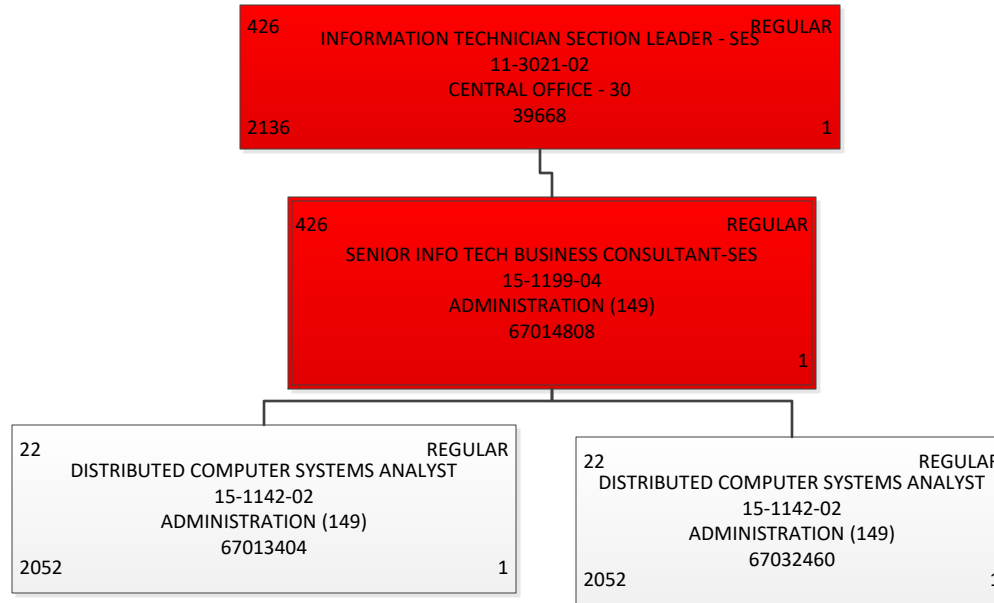 426 REGULAR
INFORMATION TECHNICIAN SECTION LEADER - SES
11-3021-02
CENTRAL OFFICE - 30
39668
2136 1
426 REGULAR
SENIOR INFO TECH BUSINESS CONSULTANT-SES
15-1199-04
ADMINISTRATION (149)
67014808
1
22 REGULAR
DISTRIBUTED COMPUTER SYSTEMS ANALYST
15-1142-02
ADMINISTRATION (149)
67013404
2052 1
22 REGULAR
DISTRIBUTED COMPUTER SYSTEMS ANALYST
15-1142-02
ADMINISTRATION (149)
67032460
2052 1